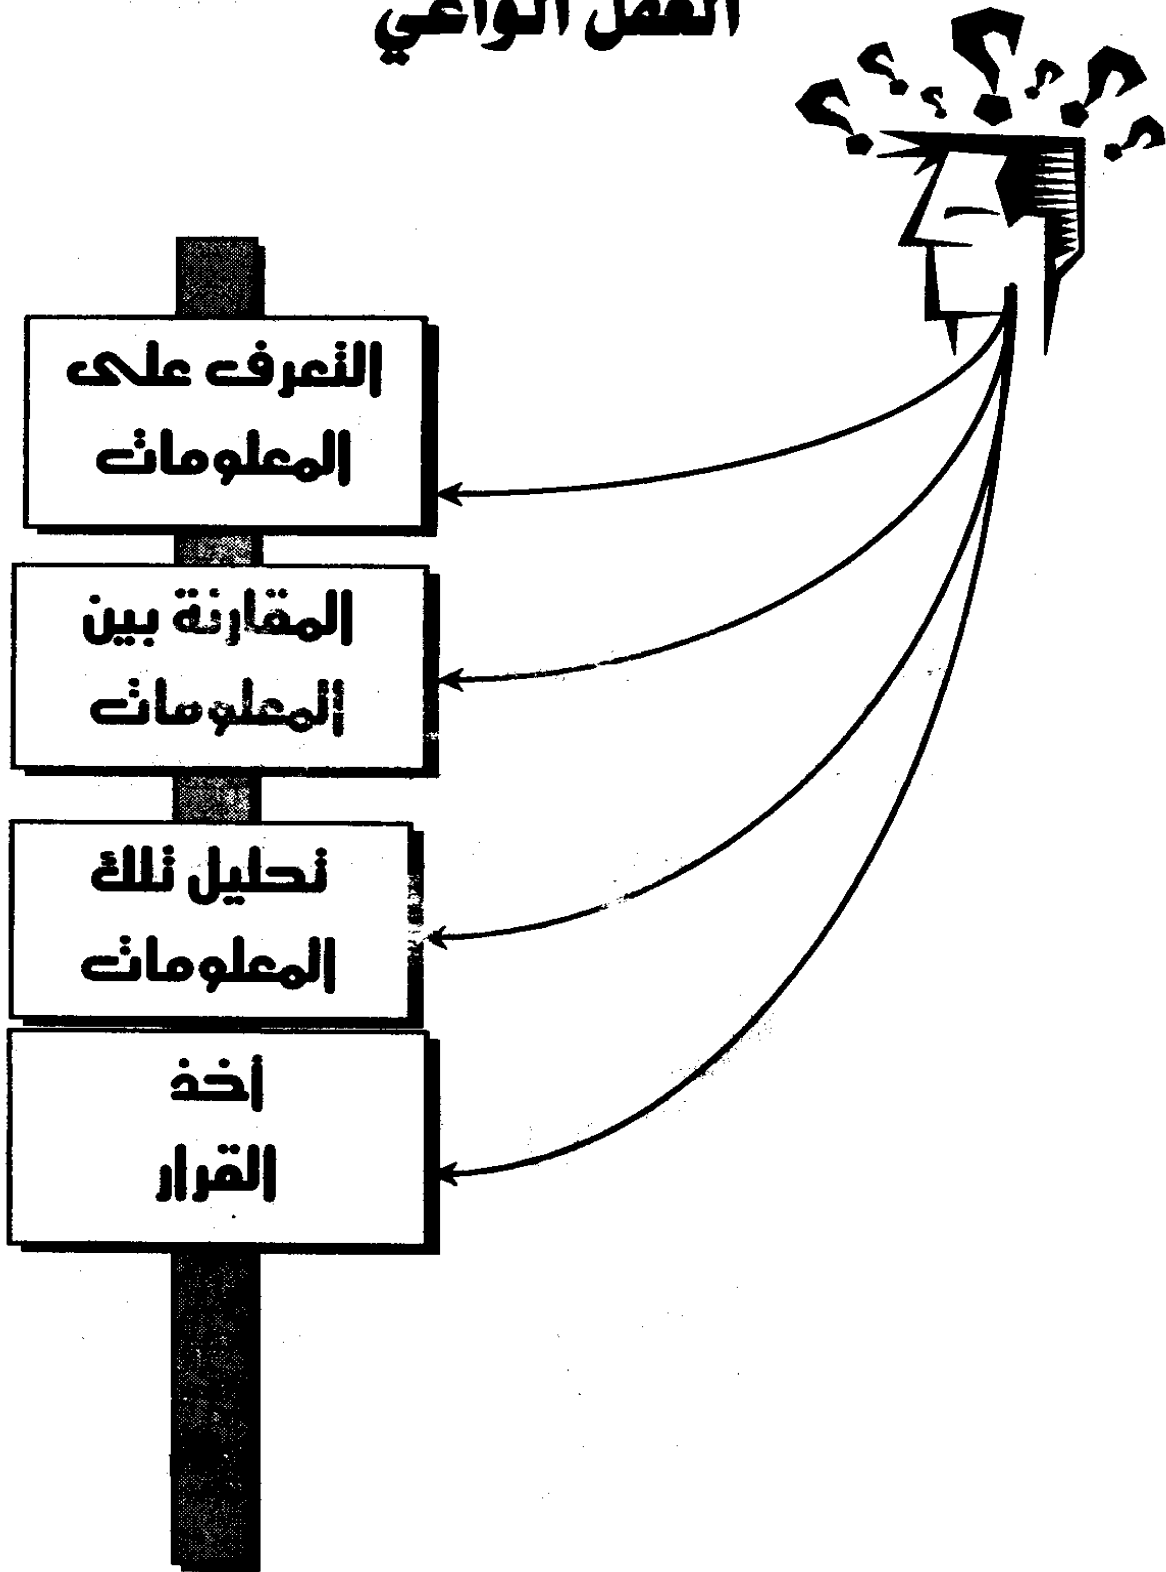 العقل الواعي
التعرف على
المعلومات
المقارنة بين
المعلومات
تحليل تلك
المعلومات
أخذ
القرار